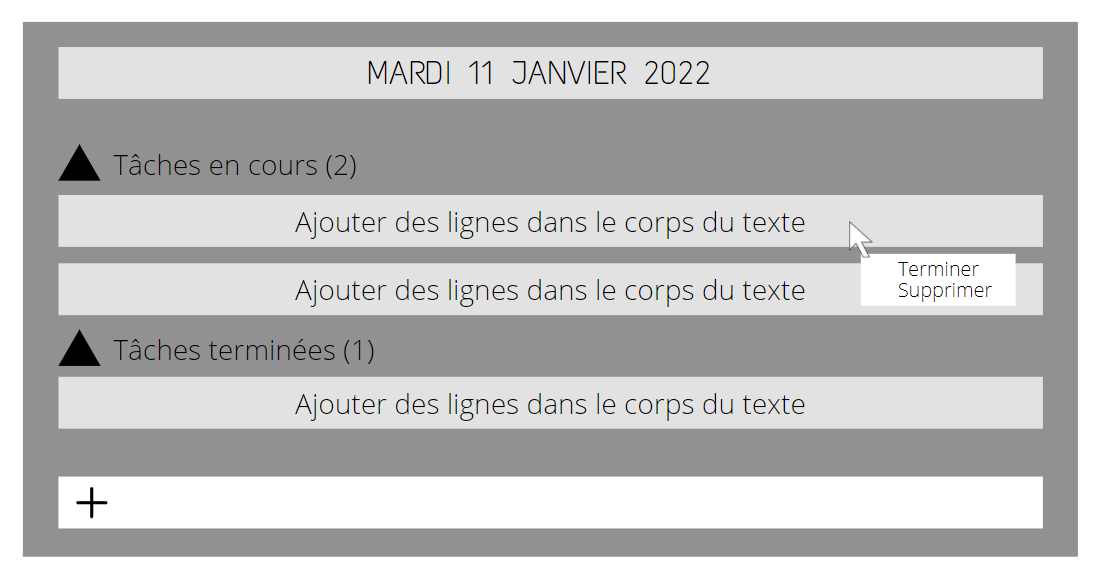 MARDI 11 JANVIER 2022
Tâches en cours (2)
Ajouter des lignes dans le corps du texte
Terminer
Supprimer
Ajouter des lignes dans le corps du texte
Tâches terminées (1)
Ajouter des lignes dans le corps du texte